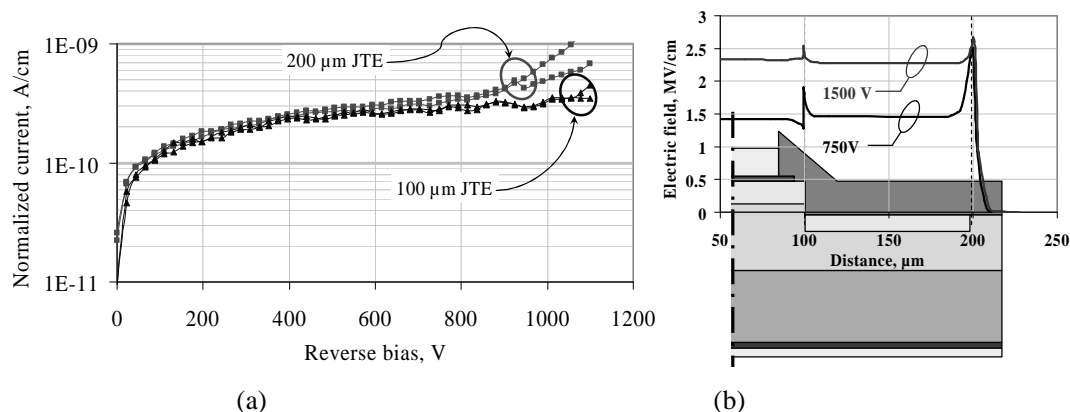 Normalized current, A/cm
1E-09
1E-10
1E-11
200 µm JTE
100 µm JTE
0 200 400 600 800 1000 1200
Reverse bias, V
(a)
Electric field, MV/cm
3
2.5
2
1.5
1
0.5
0
1500 V
750V
50 100 150 200 250
Distance, µm
(b)